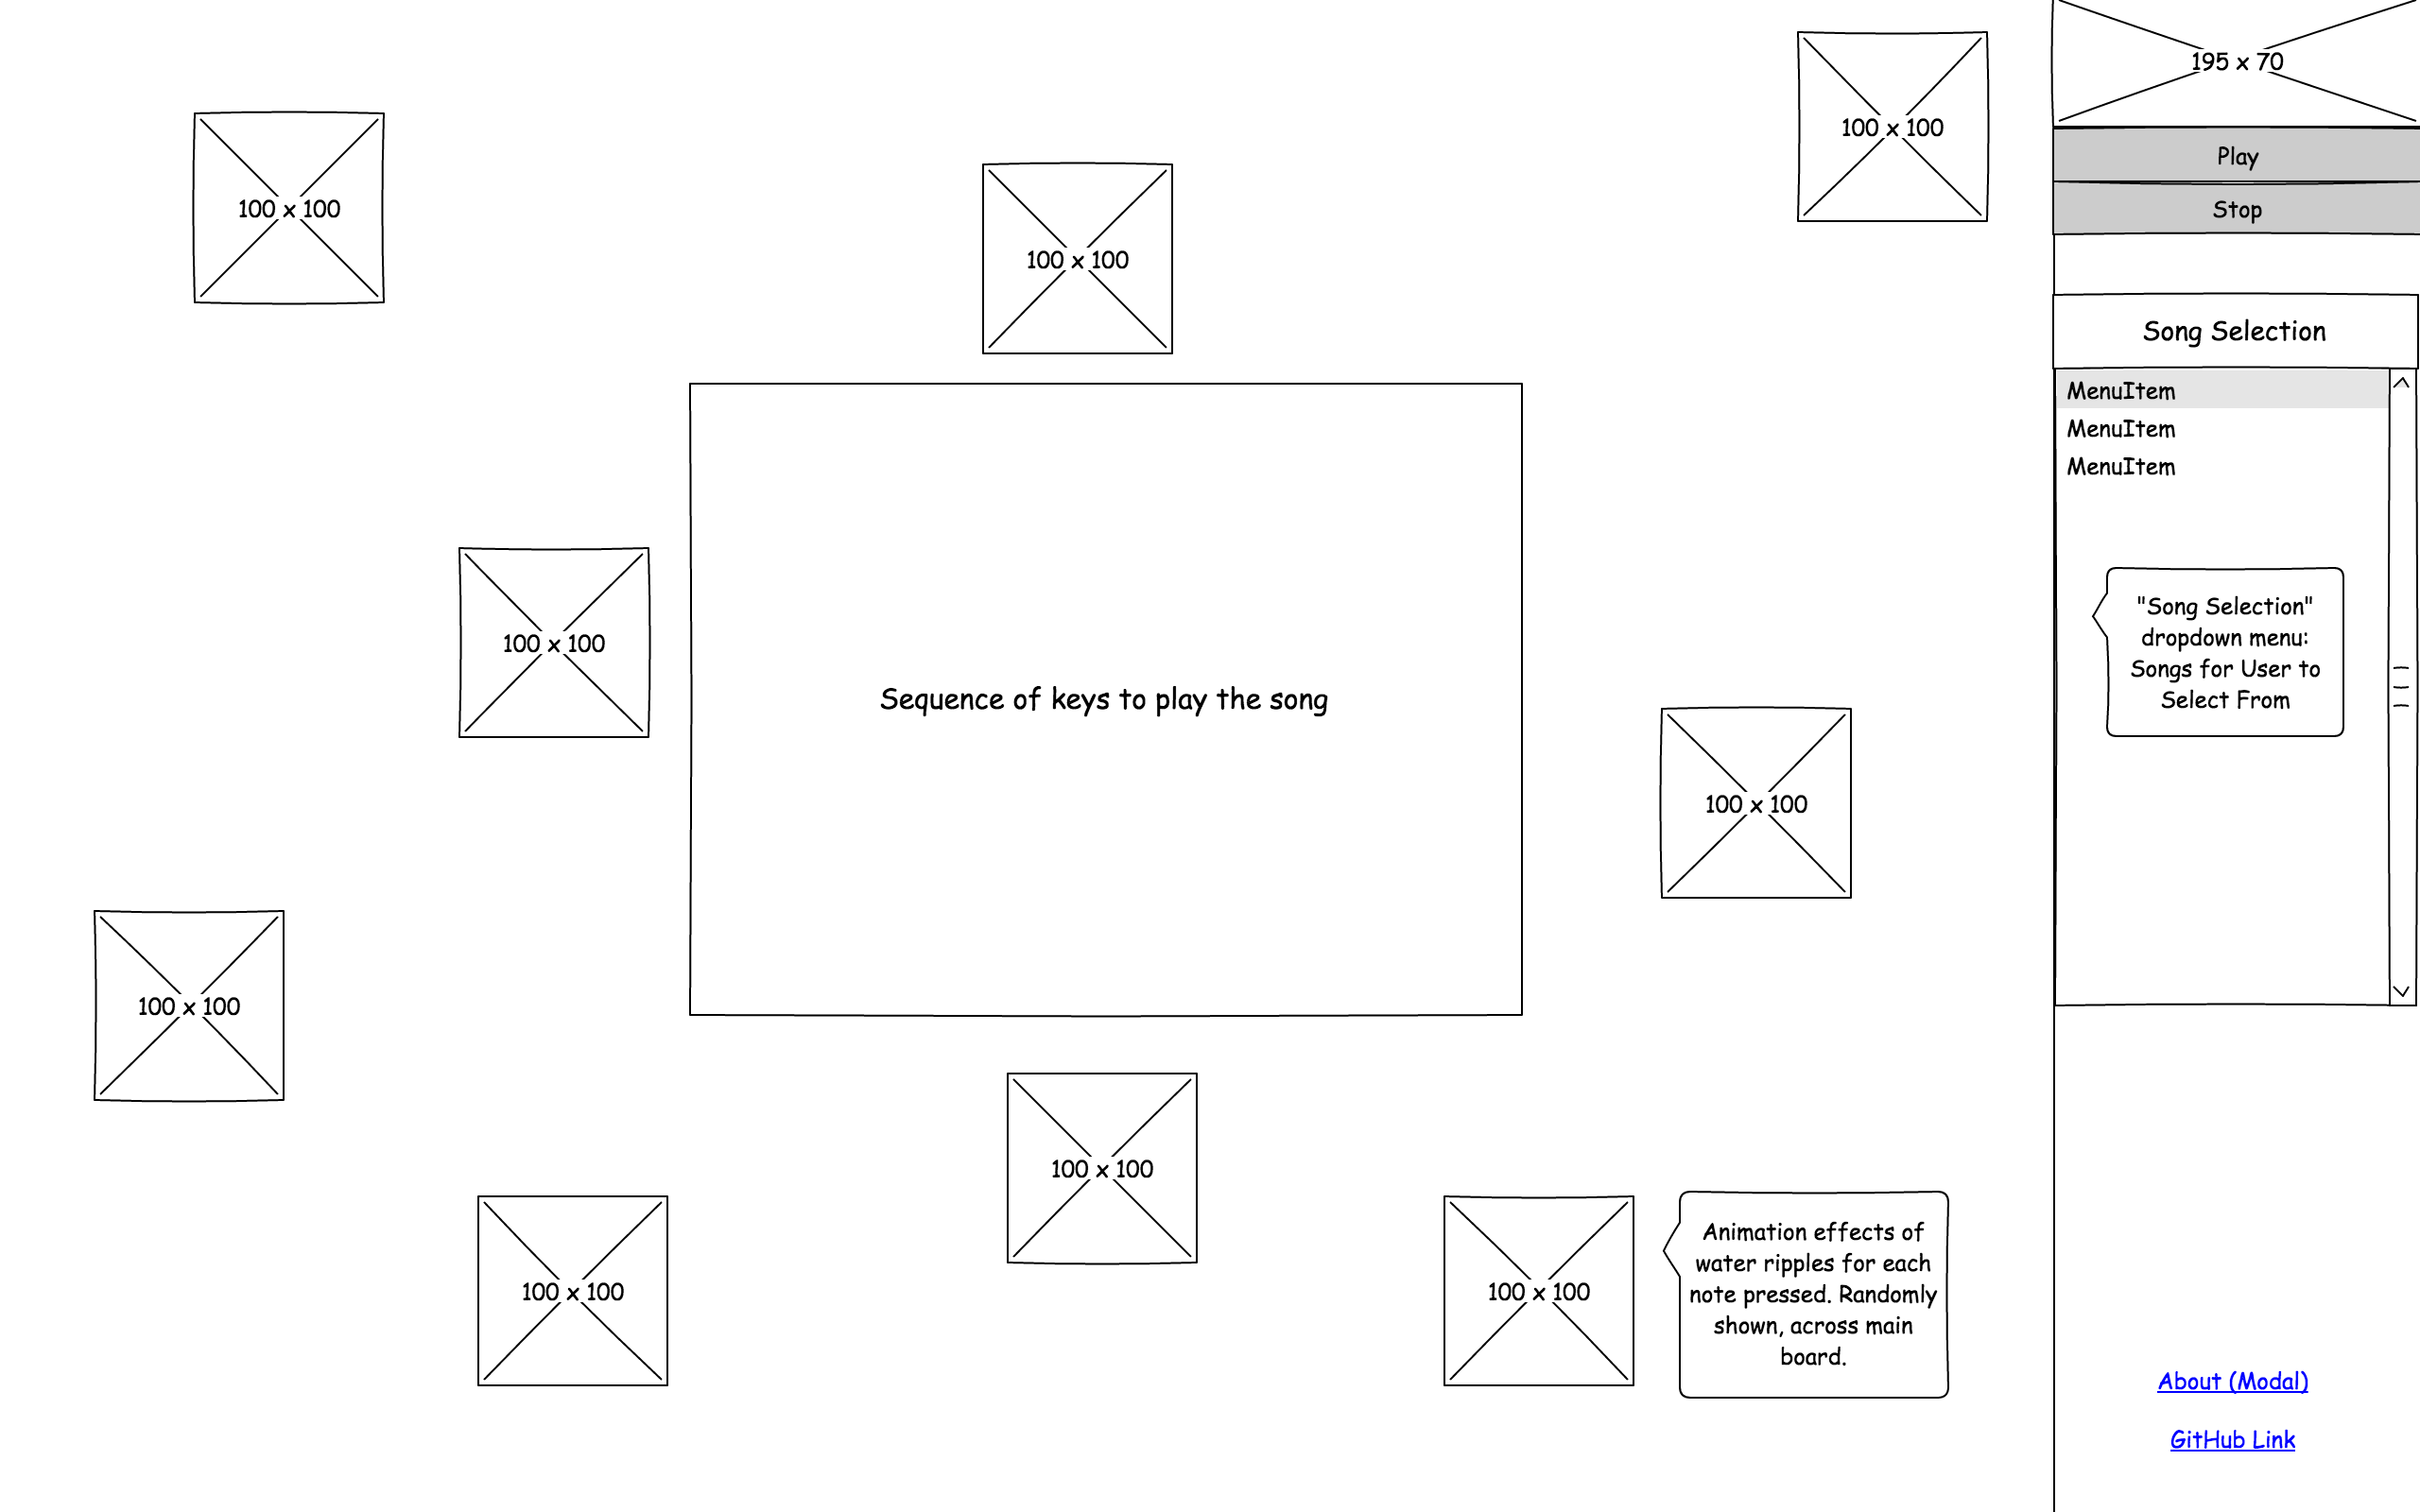 100 x 100
100 x 100
100 x 100
100 x 100
Sequence of keys to play the song
100 x 100
100 x 100
100 x 100
100 x 100
100 x 100
Animation effects of
water ripples for each
note pressed. Randomly
shown, across main
board.
195 x 70
Play
Stop
Song Selection
MenuItem
MenuItem
MenuItem
"Song Selection"
dropdown menu:
Songs for User to
Select From
About (Modal)
GitHub Link